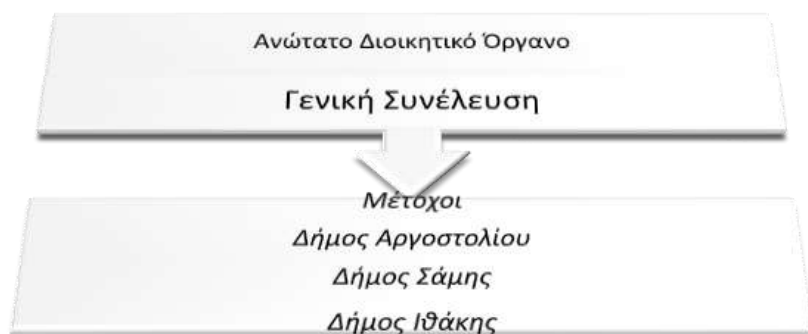 Ανώτατο Διοικητικό Όργανο
Γενική Συνέλευση
Μέτοχοι
Δήμος Αργοστολίου
Δήμος Σάμης
Δήμος Ιθάκης